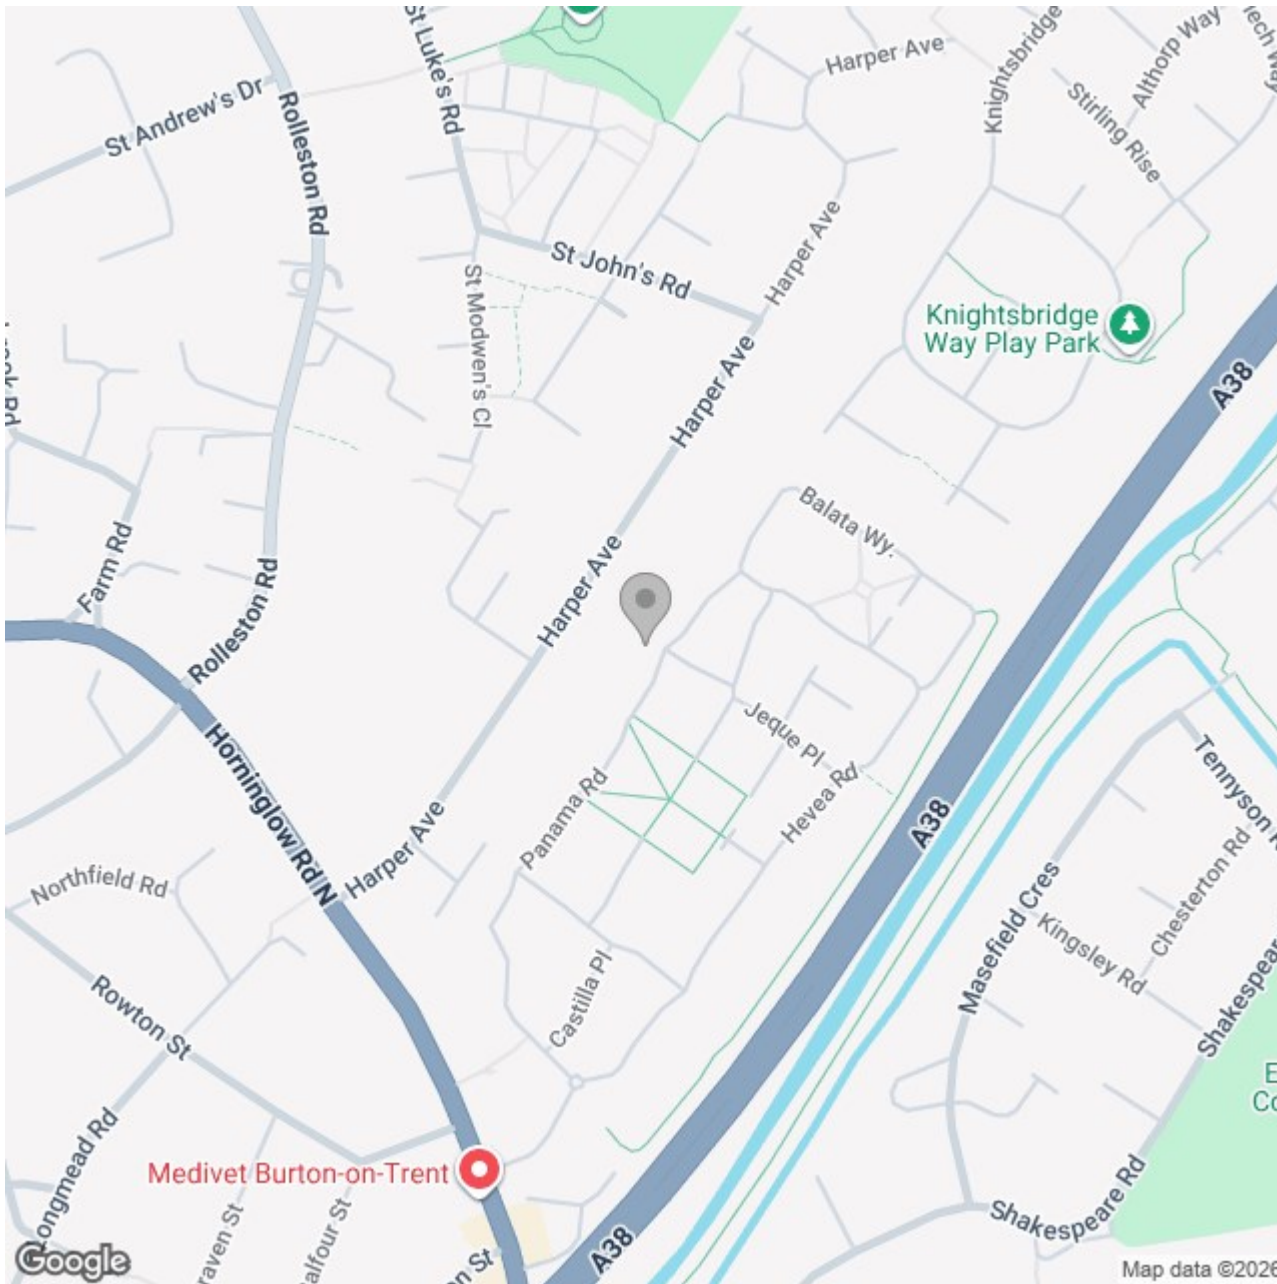 St Luke's Rd
Harper Ave
Knightsbridge
Althorp Way
Stirling Rise
St Andrew's Dr
Rolleston Rd
St John's Rd
Harper Ave
St Modwen's Cl
Knightsbridge
Way Play Park
Harper Ave
A38
Balata Wy.
Farm Rd
Rolleston Rd
Harper Ave
Horninglow Rd N
Jeque Pl
Hevea Rd
Panama Rd
A38
Tennyson
Harper Ave
Northfield Rd
Masefield Cres
Chesterton Rd
Kingsley Rd
Shakespeare
Castilla Pl
Rowton St
Longmead Rd
Medivet Burton-on-Trent
Shakespeare Rd
A38
Google
Map data ©2026